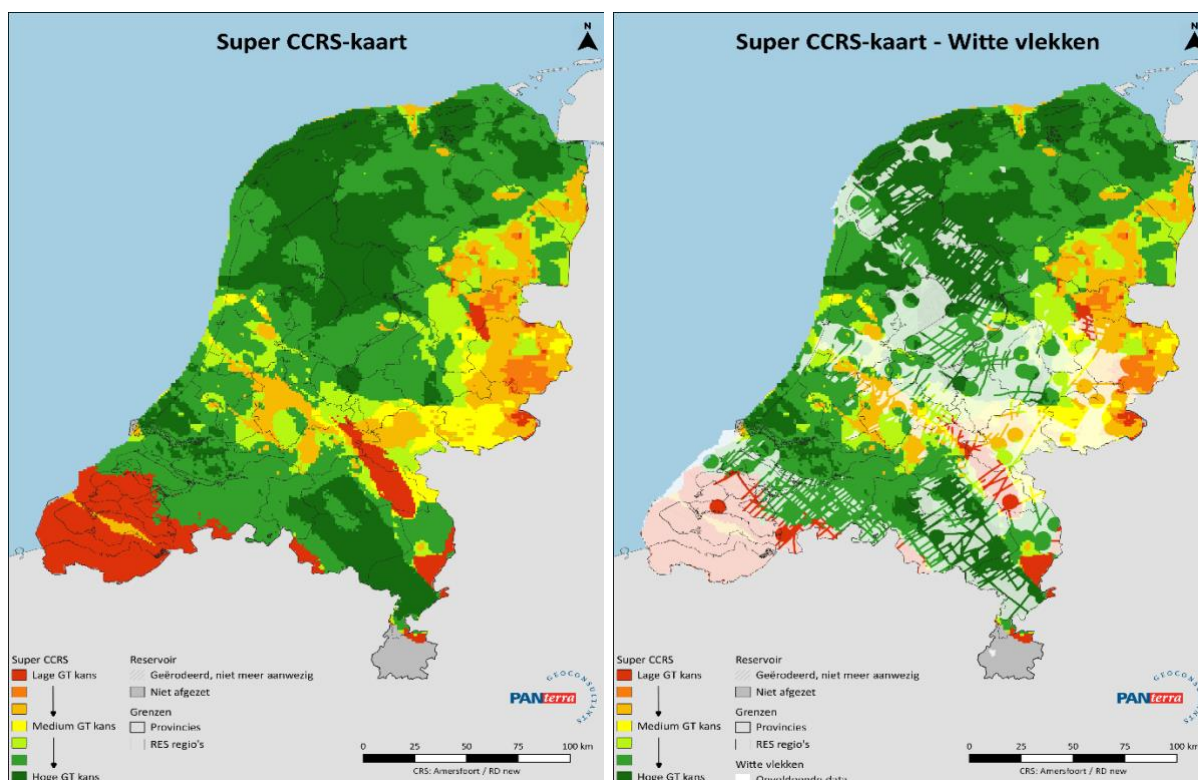 Super CCRS-kaart
N
Super CCRS
Lage GT kans
Medium GT kans
Hoge GT kans
Reservoir
Geërodeerd, niet meer aanwezig
Niet afgezet
Grenzen
Provincies
RES regio's
GEOCONSULTANTS
PANterra
0 25 50 75 100 km
CRS: Amersfoort / RD new
Super CCRS-kaart - Witte vlekken
N
Super CCRS
Lage GT kans
Medium GT kans
Hoge GT kans
Reservoir
Geërodeerd, niet meer aanwezig
Niet afgezet
Grenzen
Provincies
RES regio's
Witte vlekken
Onvoldoende data
GEOCONSULTANTS
PANterra
0 25 50 75 100 km
CRS: Amersfoort / RD new